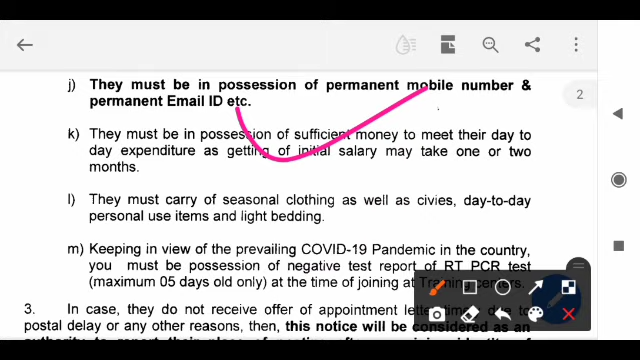 2
j) They must be in possession of permanent mobile number &
permanent Email ID etc.
k) They must be in possession of sufficient money to meet their day to
day expenditure as getting of initial salary may take one or two
months.
l) They must carry of seasonal clothing as well as civies, day-to-day
personal use items and light bedding.
m) Keeping in view of the prevailing COVID-19 Pandemic in the country,
you must be possession of negative test report of RT PCR test
(maximum 05 days old only) at the time of joining at Training centers.
3. In case, they do not receive offer of appointment letter due to
postal delay or any other reasons, then, this notice will be considered as an